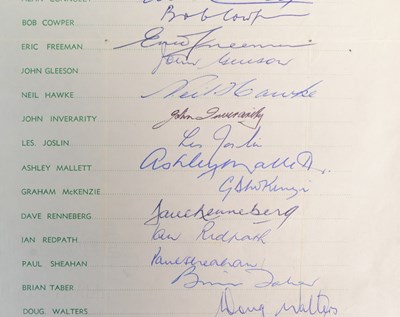 ALAN CONNOLLY
BOB COWPER Bob Cowper
ERIC FREEMAN Eric Freeman
JOHN GLEESON John Gleeson
NEIL HAWKE Neil Hawke
JOHN INVERARITY John Inverarity
LES. JOSLIN Les Joslin
ASHLEY MALLETT Ashley Mallett
GRAHAM McKENZIE G D McKenzie
DAVE RENNEBERG Dave Renneberg
IAN REDPATH Ian Redpath
PAUL SHEAHAN Paul Sheahan
BRIAN TABER Brian Taber
DOUG. WALTERS Doug Walters